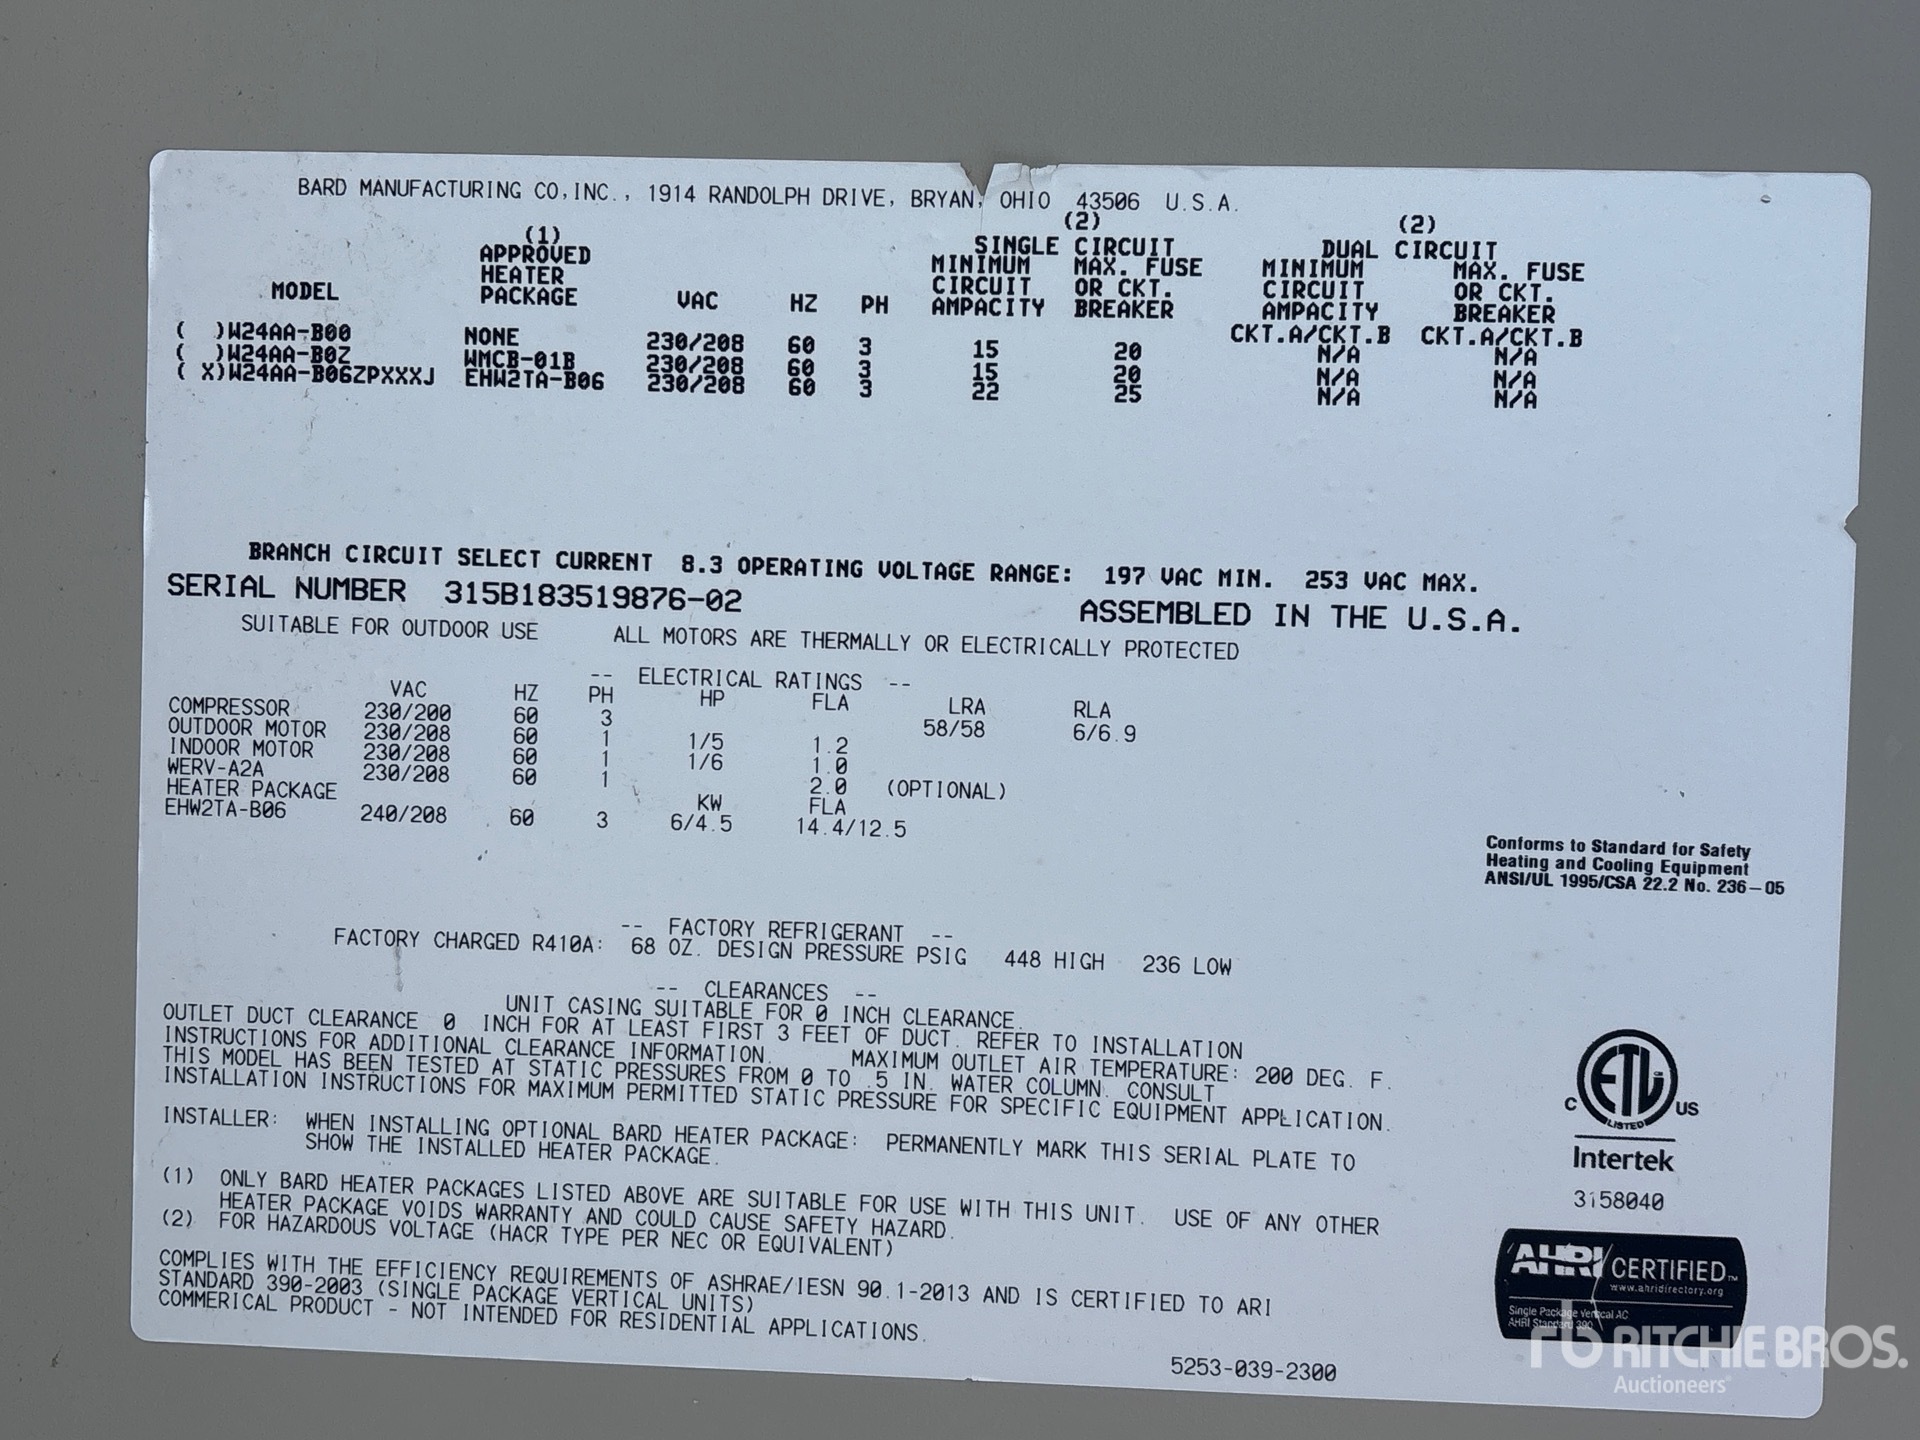 BARD MANUFACTURING CO,INC., 1914 RANDOLPH DRIVE, BRYAN, OHIO 43506 U.S.A.
(1) (2) (2)
APPROVED SINGLE CIRCUIT DUAL CIRCUIT
HEATER MINIMUM MAX. FUSE MINIMUM MAX. FUSE
MODEL PACKAGE VAC HZ PH CIRCUIT OR CKT. CIRCUIT OR CKT.
AMPACITY BREAKER AMPACITY BREAKER
CKT.A/CKT.B CKT.A/CKT.B
( )W24AA-B00 NONE 230/208 60 3 15 20 N/A N/A
( )W24AA-B0Z WMCB-01B 230/208 60 3 15 20 N/A N/A
( X)W24AA-B06ZPXXXJ EHW2TA-B06 230/208 60 3 22 25 N/A N/A
BRANCH CIRCUIT SELECT CURRENT 8.3 OPERATING VOLTAGE RANGE: 197 VAC MIN. 253 VAC MAX.
SERIAL NUMBER 315B183519876-02 ASSEMBLED IN THE U.S.A.
SUITABLE FOR OUTDOOR USE ALL MOTORS ARE THERMALLY OR ELECTRICALLY PROTECTED
-- ELECTRICAL RATINGS --
VAC HZ PH HP FLA LRA RLA
COMPRESSOR 230/200 60 3 58/58 6/6.9
OUTDOOR MOTOR 230/208 60 1 1/5 1.2
INDOOR MOTOR 230/208 60 1 1/6 1.0
WERV-A2A 230/208 60 1 2.0 (OPTIONAL)
HEATER PACKAGE KW FLA
EHW2TA-B06 240/208 60 3 6/4.5 14.4/12.5
Conforms to Standard for Safety
Heating and Cooling Equipment
ANSI/UL 1995/CSA 22.2 No. 236-05
-- FACTORY REFRIGERANT --
FACTORY CHARGED R410A: 68 OZ. DESIGN PRESSURE PSIG 448 HIGH 236 LOW
-- CLEARANCES --
UNIT CASING SUITABLE FOR 0 INCH CLEARANCE.
OUTLET DUCT CLEARANCE 0 INCH FOR AT LEAST FIRST 3 FEET OF DUCT. REFER TO INSTALLATION
INSTRUCTIONS FOR ADDITIONAL CLEARANCE INFORMATION. MAXIMUM OUTLET AIR TEMPERATURE: 200 DEG. F.
THIS MODEL HAS BEEN TESTED AT STATIC PRESSURES FROM 0 TO .5 IN. WATER COLUMN. CONSULT
INSTALLATION INSTRUCTIONS FOR MAXIMUM PERMITTED STATIC PRESSURE FOR SPECIFIC EQUIPMENT APPLICATION.
INSTALLER: WHEN INSTALLING OPTIONAL BARD HEATER PACKAGE: PERMANENTLY MARK THIS SERIAL PLATE TO
SHOW THE INSTALLED HEATER PACKAGE.
(1) ONLY BARD HEATER PACKAGES LISTED ABOVE ARE SUITABLE FOR USE WITH THIS UNIT. USE OF ANY OTHER
HEATER PACKAGE VOIDS WARRANTY AND COULD CAUSE SAFETY HAZARD.
(2) FOR HAZARDOUS VOLTAGE (HACR TYPE PER NEC OR EQUIVALENT)
COMPLIES WITH THE EFFICIENCY REQUIREMENTS OF ASHRAE/IESN 90.1-2013 AND IS CERTIFIED TO ARI
STANDARD 390-2003 (SINGLE PACKAGE VERTICAL UNITS)
COMMERICAL PRODUCT - NOT INTENDED FOR RESIDENTIAL APPLICATIONS.
C ETL US
LISTED
Intertek
3158040
AHRI CERTIFIED™
www.ahridirectory.org
Single Package Vertical AC
AHRI Standard 390
5253-039-2300
rb RITCHIE BROS.
Auctioneers